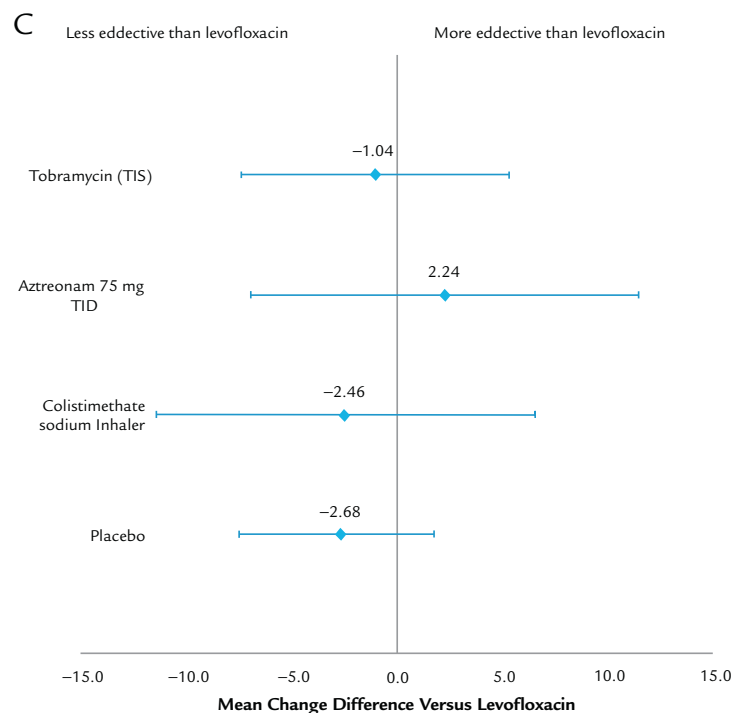 C
Less eddective than levofloxacin
More eddective than levofloxacin
−1.04
Tobramycin (TIS)
2.24
Aztreonam 75 mg
TID
−2.46
Colistimethate
sodium Inhaler
−2.68
Placebo
−15.0 −10.0 −5.0 0.0 5.0 10.0 15.0
Mean Change Difference Versus Levofloxacin